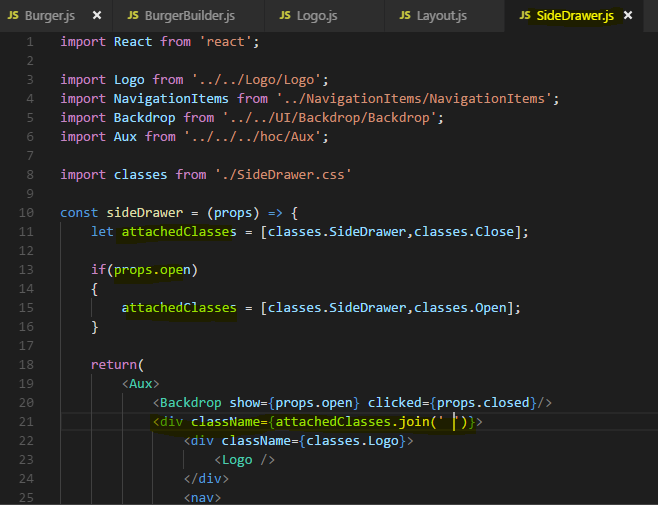 JS Burger.js × JS BurgerBuilder.js JS Logo.js JS Layout.js JS SideDrawer.js ×
1 import React from 'react';
2
3 import Logo from '../../Logo/Logo';
4 import NavigationItems from '../NavigationItems/NavigationItems';
5 import Backdrop from '../../UI/Backdrop/Backdrop';
6 import Aux from '../../../hoc/Aux';
7
8 import classes from './SideDrawer.css'
9
10 const sideDrawer = (props) => {
11 let attachedClasses = [classes.SideDrawer,classes.Close];
12
13 if(props.open)
14 {
15 attachedClasses = [classes.SideDrawer,classes.Open];
16 }
17
18 return(
19 <Aux>
20 <Backdrop show={props.open} clicked={props.closed}/>
21 <div className={attachedClasses.join(' ')}>
22 <div className={classes.Logo}>
23 <Logo />
24 </div>
25 <nav>